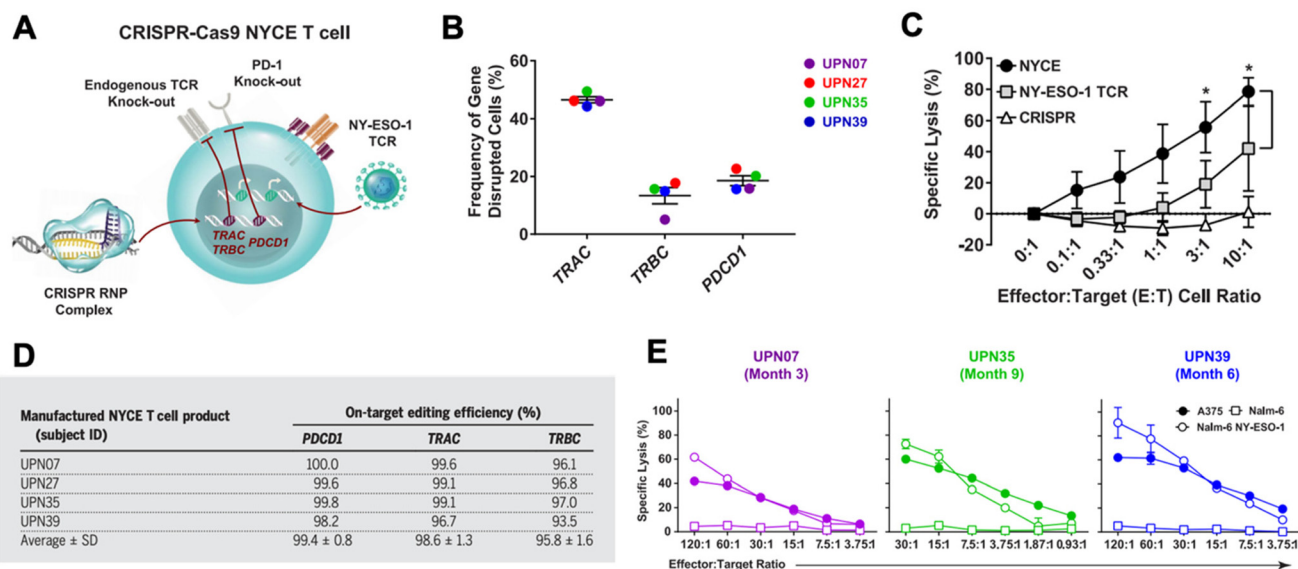 A
CRISPR-Cas9 NYCE T cell
Endogenous TCR
Knock-out
PD-1
Knock-out
NY-ESO-1
TCR
TRAC
TRBC
PDCD1
CRISPR RNP
Complex
B
Frequency of Gene
Disrupted Cells (%)
60
40
20
0
TRAC
TRBC
PDCD1
UPN07
UPN27
UPN35
UPN39
C
Specific Lysis (%)
100
80
60
40
20
0
-20
NYCE
NY-ESO-1 TCR
CRISPR
*
*
0:1
0.1:1
0.33:1
1:1
3:1
10:1
Effector:Target (E:T) Cell Ratio
D
Manufactured NYCE T cell product
(subject ID)
On-target editing efficiency (%)
PDCD1 TRAC TRBC
UPN07 100.0 99.6 96.1
UPN27 99.6 99.1 96.8
UPN35 99.8 99.1 97.0
UPN39 98.2 96.7 93.5
Average ± SD 99.4 ± 0.8 98.6 ± 1.3 95.8 ± 1.6
E
UPN07
(Month 3)
UPN35
(Month 9)
UPN39
(Month 6)
A375 Nalm-6
Nalm-6 NY-ESO-1
Specific Lysis (%)
100
80
60
40
20
0
120:1 60:1 30:1 15:1 7.5:1 3.75:1
30:1 15:1 7.5:1 3.75:1 1.87:1 0.93:1
120:1 60:1 30:1 15:1 7.5:1 3.75:1
Effector:Target Ratio